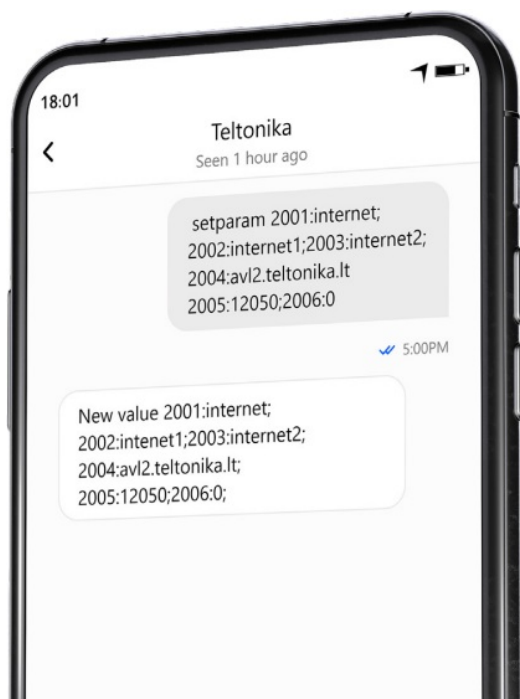 18:01
Teltonika
Seen 1 hour ago
setparam 2001:internet;
2002:internet1;2003:internet2;
2004:avl2.teltonika.lt
2005:12050;2006:0
5:00PM
New value 2001:internet;
2002:intenet1;2003:internet2;
2004:avl2.teltonika.lt;
2005:12050;2006:0;